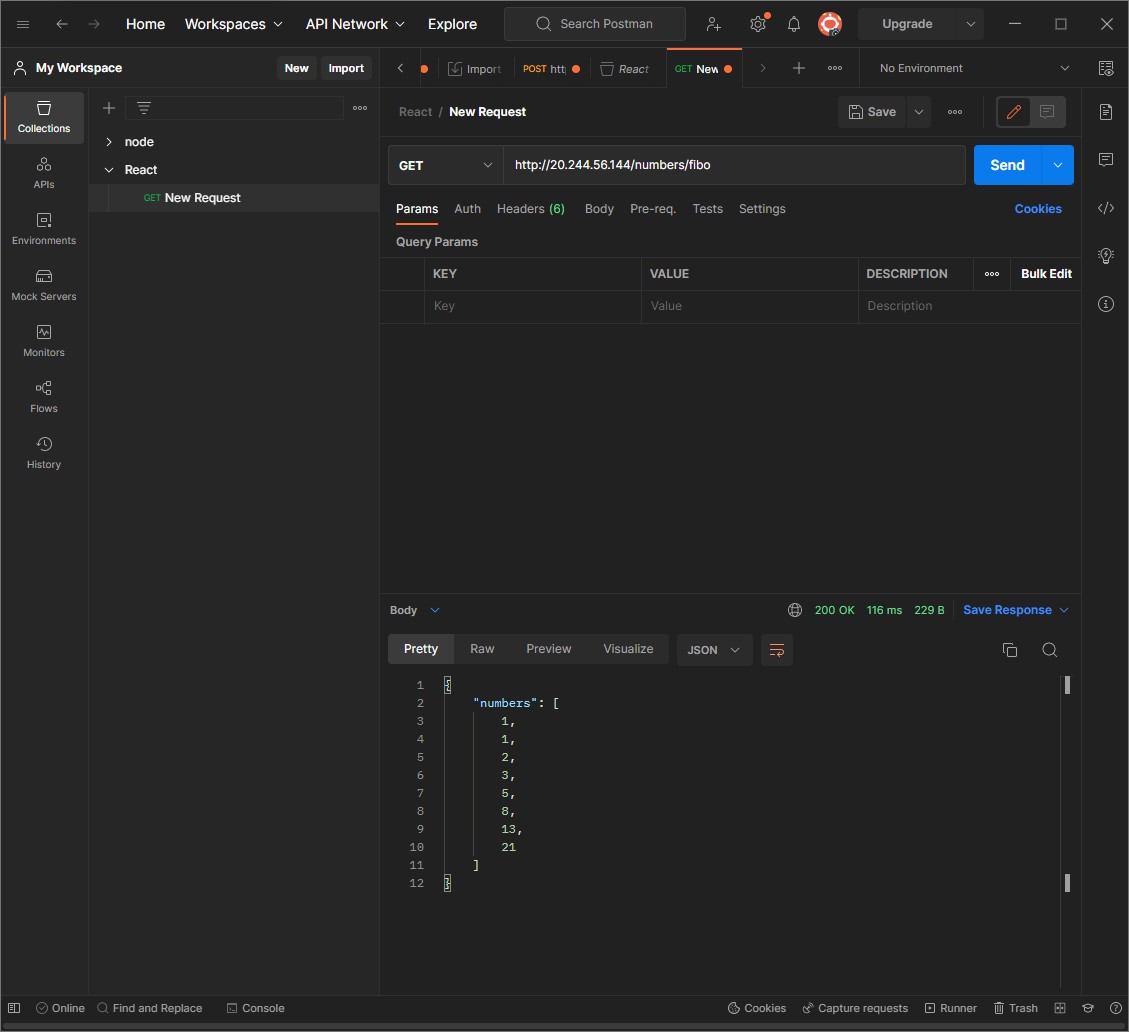 Home Workspaces API Network Explore Search Postman Upgrade
My Workspace New Import
Import POST htt React GET New No Environment
Collections
APIs
Environments
Mock Servers
Monitors
Flows
History
node
React
GET New Request
React / New Request Save
GET http://20.244.56.144/numbers/fibo Send
Params Auth Headers (6) Body Pre-req. Tests Settings Cookies
Query Params
KEY VALUE DESCRIPTION Bulk Edit
Key Value Description
Body 200 OK 116 ms 229 B Save Response
Pretty Raw Preview Visualize JSON
1 {
2 "numbers": [
3 1,
4 1,
5 2,
6 3,
7 5,
8 8,
9 13,
10 21
11 ]
12 }
Online Find and Replace Console Cookies Capture requests Runner Trash